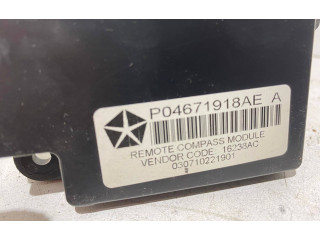 P04671918AE A
REMOTE COMPASS MODULE
VENDOR CODE: 16238AC
030710221901